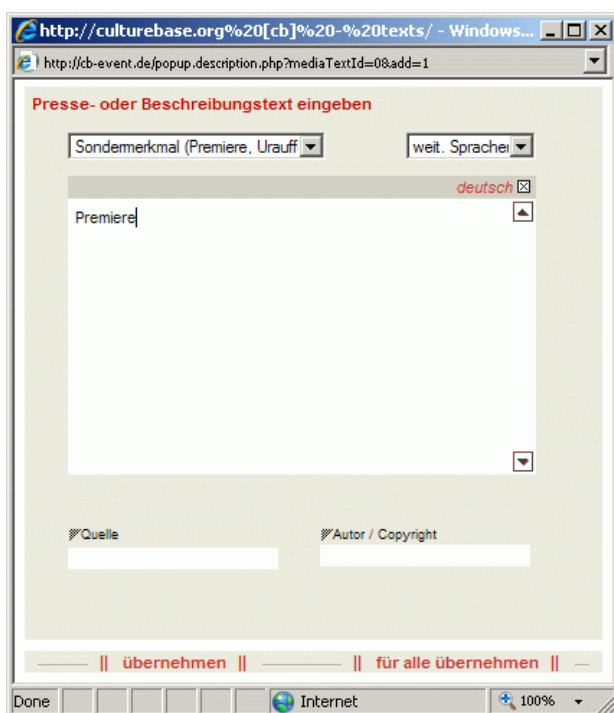 http://culturebase.org%20[cb]%20-%20texts/ - Windows...
http://cb-event.de/popup.description.php?mediaTextId=0&add=1
Presse- oder Beschreibungstext eingeben
Sondermerkmal (Premiere, Urauff
weit. Sprachen
deutsch
Premiere
Quelle
Autor / Copyright
|| übernehmen || || für alle übernehmen ||
Done Internet 100%